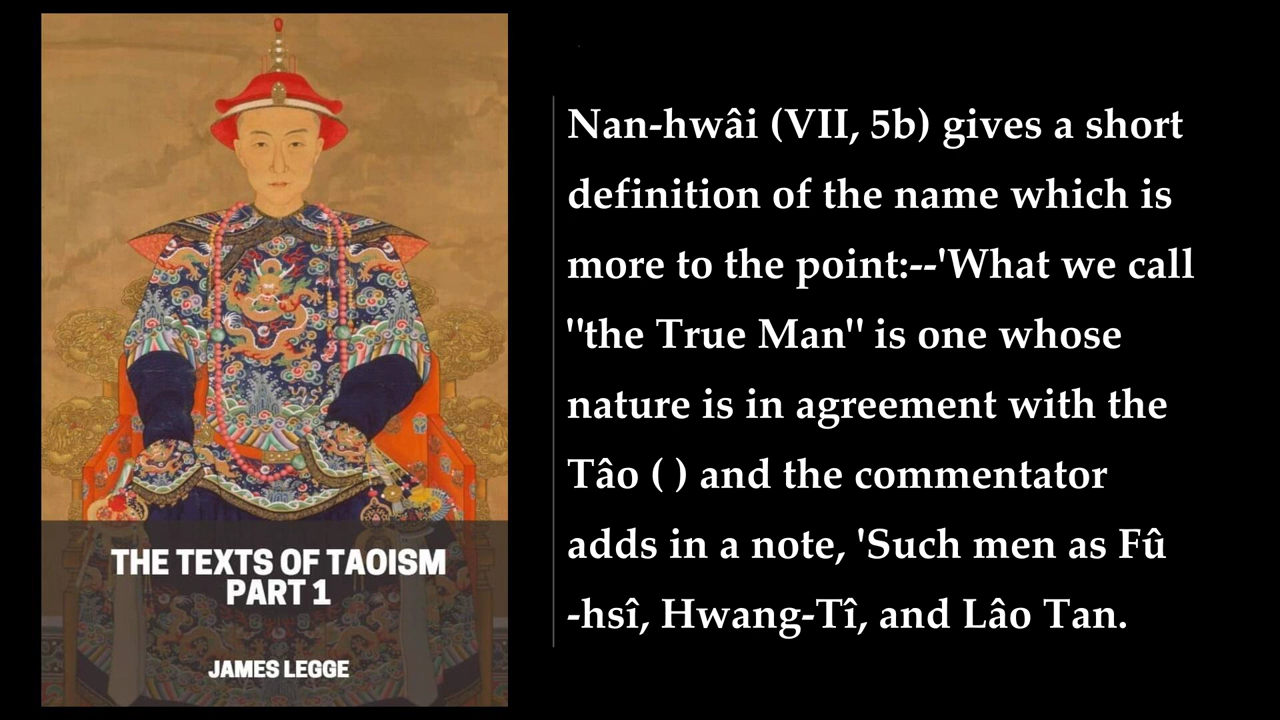 THE TEXTS OF TAOISM
PART 1
JAMES LEGGE
Nan-hwâi (VII, 5b) gives a short
definition of the name which is
more to the point:--'What we call
"the True Man" is one whose
nature is in agreement with the
Tâo ( ) and the commentator
adds in a note, 'Such men as Fû
-hsî, Hwang-Tî, and Lâo Tan.